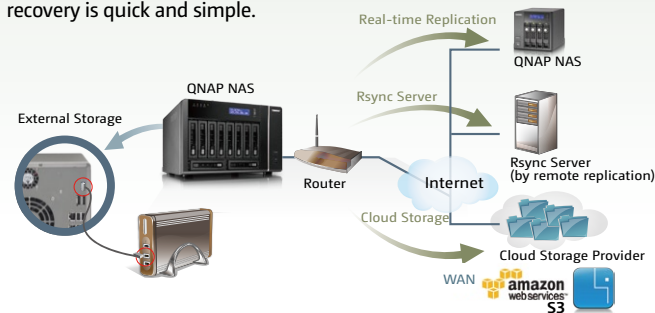 recovery is quick and simple.
Real-time Replication
QNAP NAS
QNAP NAS
Rsync Server
External Storage
Rsync Server
(by remote replication)
Router
Internet
Cloud Storage
Cloud Storage Provider
WAN
amazon
webservices™
S3